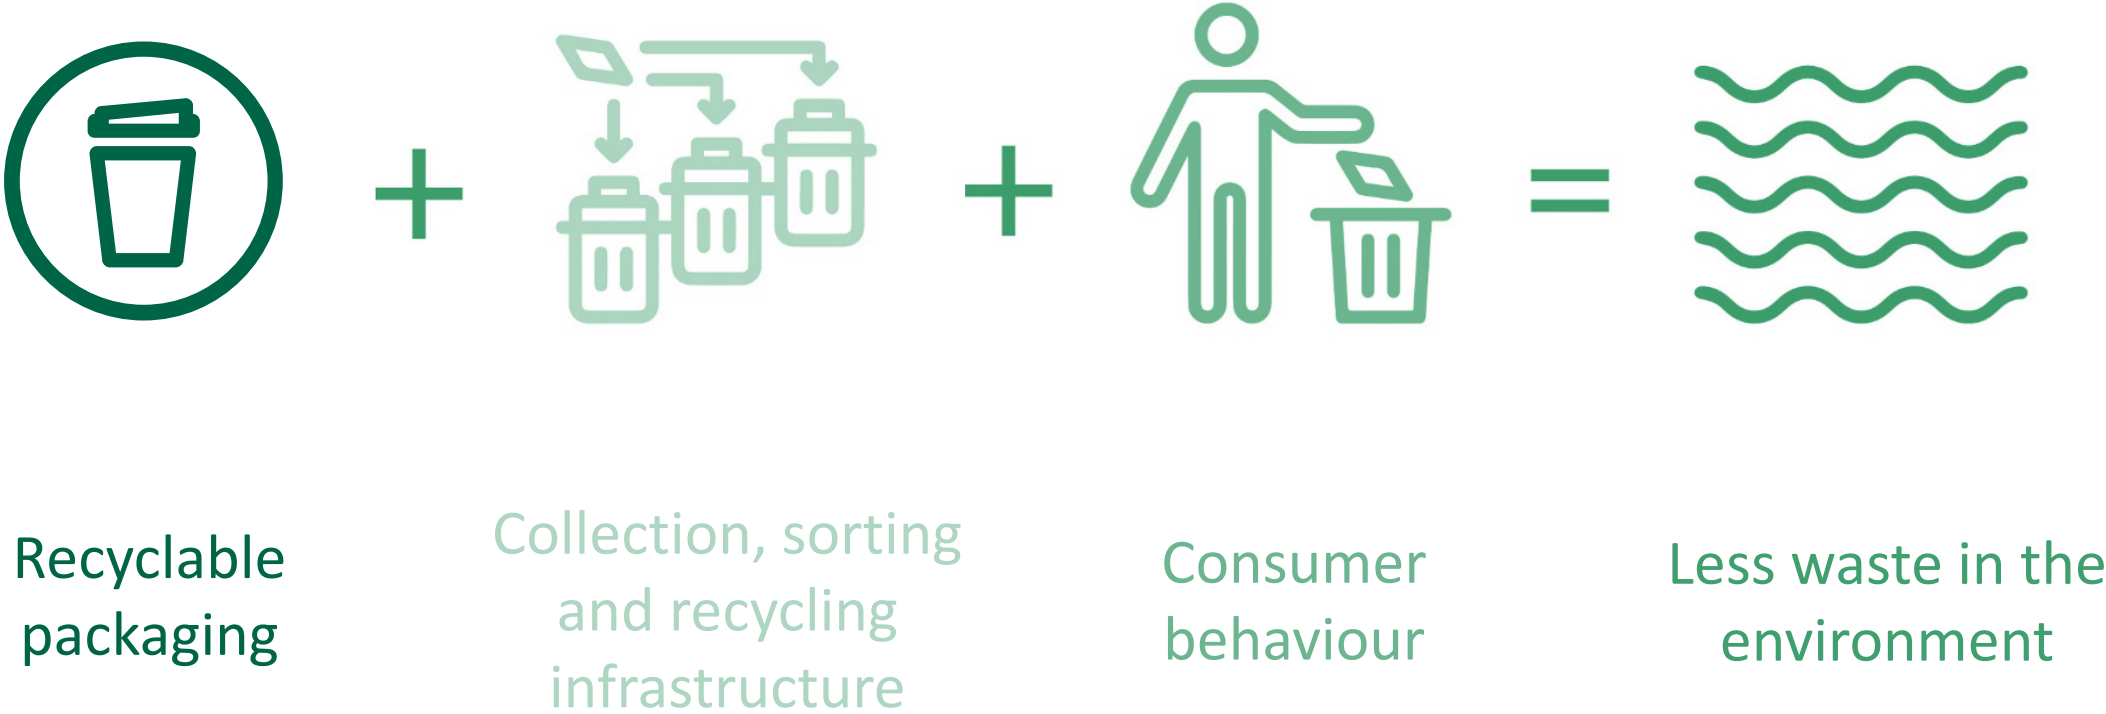 Recyclable
packaging
+
Collection, sorting
and recycling
infrastructure
+
Consumer
behaviour
=
Less waste in the
environment